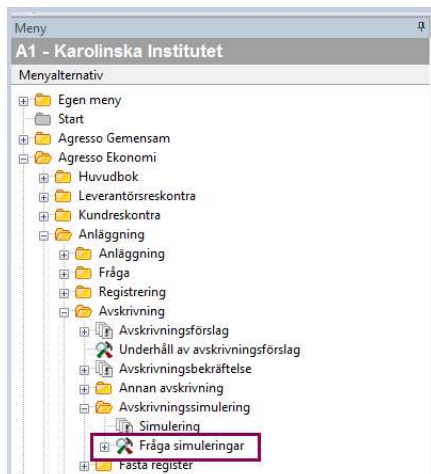 Meny
A1 - Karolinska Institutet
Menyalternativ
Egen meny
Start
Agresso Gemensam
Agresso Ekonomi
Huvudbok
Leverantörsreskontra
Kundreskontra
Anläggning
Anläggning
Fråga
Registrering
Avskrivning
Avskrivningsförslag
Underhåll av avskrivningsförslag
Avskrivningsbekräftelse
Annan avskrivning
Avskrivningssimulering
Simulering
Fråga simuleringar
Fasta register